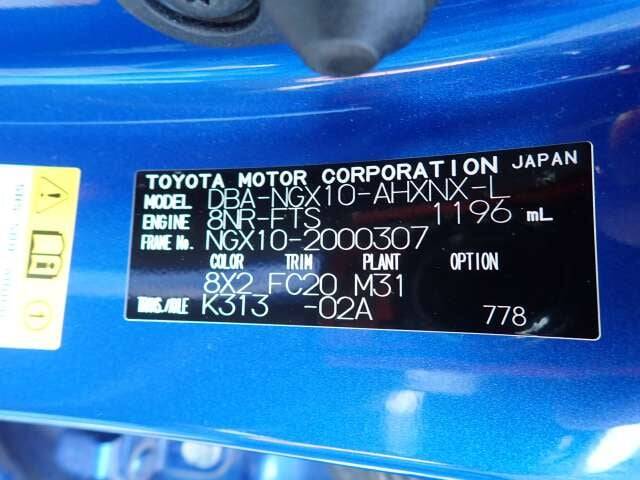 TOYOTA MOTOR CORPORATION JAPAN
MODEL DBA-NGX10-AHXNX-L
ENGINE 8NR-FTS 1196 mL
FRAME No. NGX10-2000307
COLOR TRIM PLANT OPTION
8X2 FC20 M31
TRANS./AXLE K313 -02A 778
1